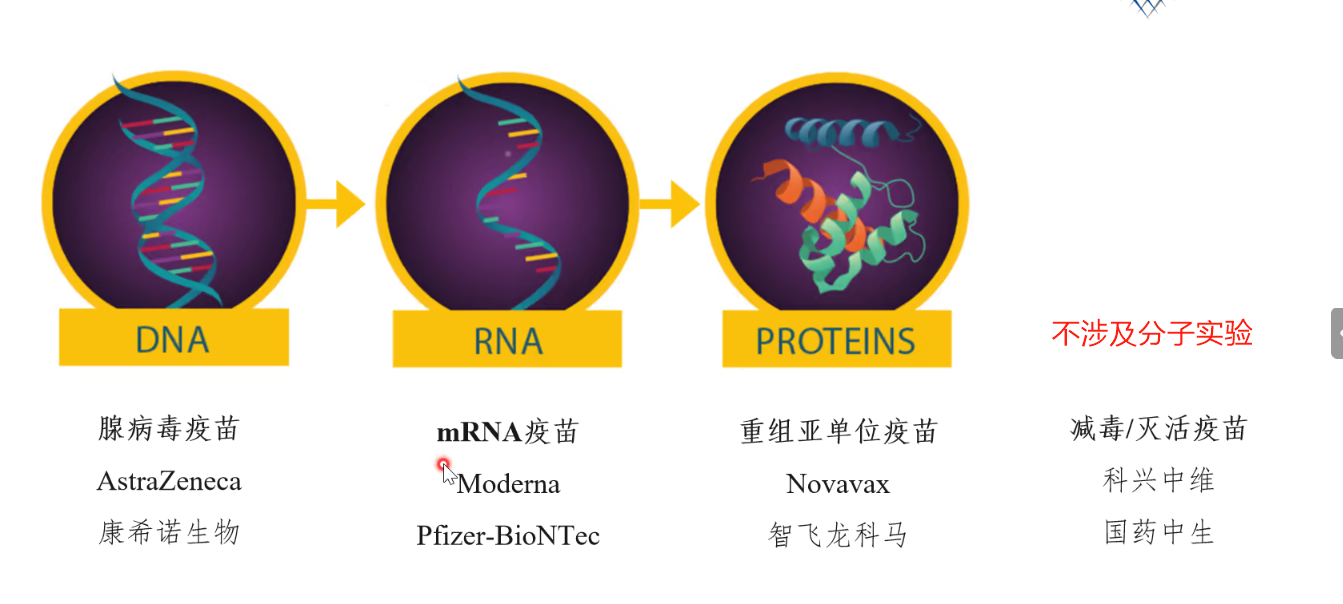 DNA
RNA
PROTEINS
不涉及分子实验
腺病毒疫苗
AstraZeneca
康希诺生物
mRNA疫苗
Moderna
Pfizer-BioNTec
重组亚单位疫苗
Novavax
智飞龙科马
减毒/灭活疫苗
科兴中维
国药中生